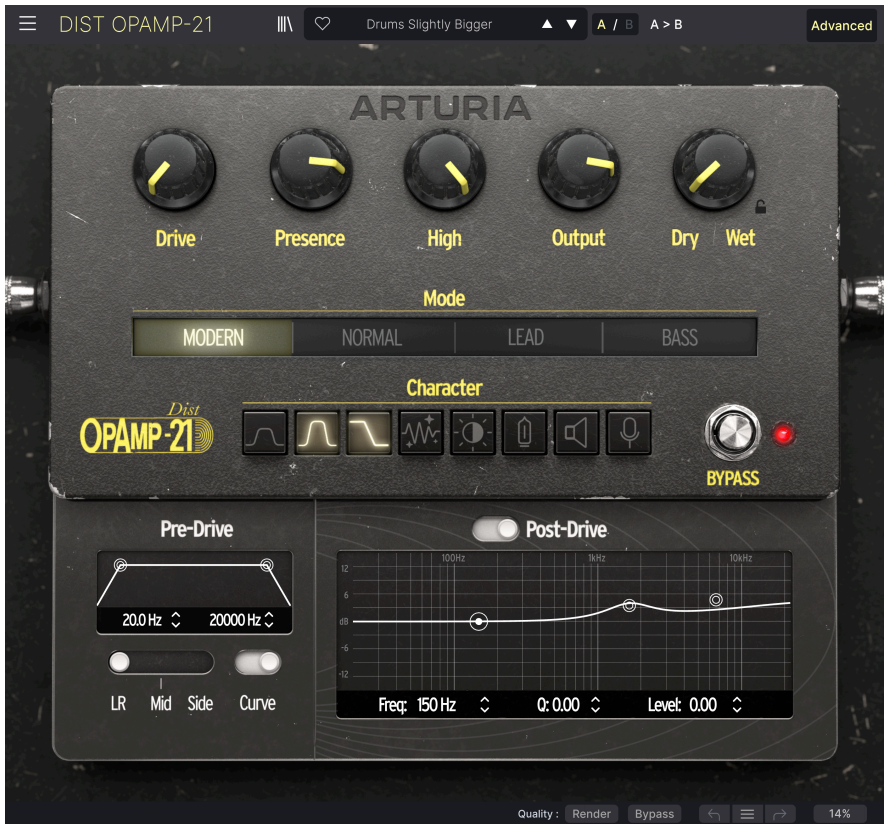 DIST OPAMP-21
Drums Slightly Bigger
A / B
A > B
Advanced
ARTURIA
Drive
Presence
High
Output
Dry
Wet
Mode
MODERN
NORMAL
LEAD
BASS
Character
Dist
OPAMP-21
BYPASS
Pre-Drive
Post-Drive
100Hz
1kHz
10kHz
12
6
dB
-6
-12
20.0 Hz
20000 Hz
LR
Mid
Side
Curve
Freq: 150 Hz
Q: 0.00
Level: 0.00
Quality :
Render
Bypass
14%